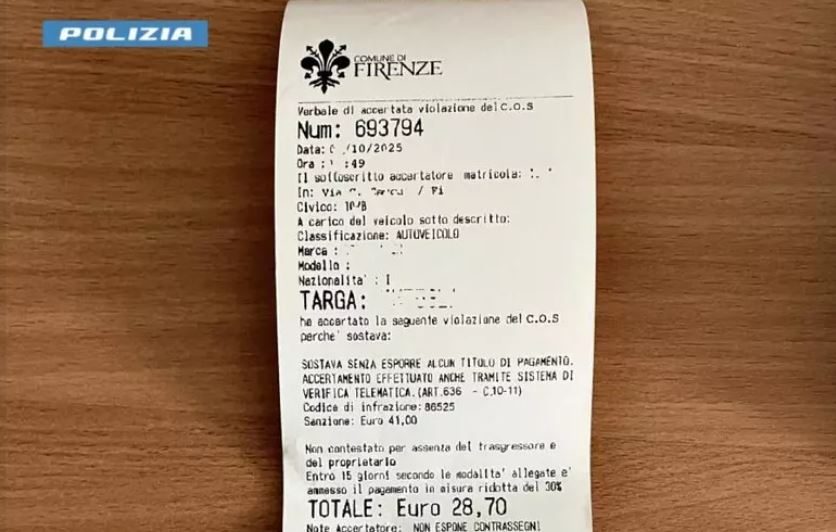 POLIZIA
COMUNE DI
FIRENZE
Verbale di accertata violazione del C.O.S
Num: 693794
Data: /10/2025
Ora : :49
Il sottoscritto accertatore matricola:
In: Via / Fi
Civico:
A carico del veicolo sotto descritto:
Classificazione: AUTOVEICOLO
Marca :
Modello :
Nazionalita' : I
TARGA:
ha accertato la seguente violazione del C.O.S
perche' sostava:
SOSTAVA SENZA ESPORRE ALCUN TITOLO DI PAGAMENTO.
ACCERTAMENTO EFFETTUATO ANCHE TRAMITE SISTEMA DI
VERIFICA TELEMATICA.(ART.636 - C.10-11)
Codice di infrazione: 86525
Sanzione: Euro 41,00
Non contestato per assenza del trasgressore e
del proprietario
Entro 15 giorni secondo le modalita' allegate e'
ammesso il pagamento in misura ridotta del 30%
TOTALE: Euro 28,70
Note Accertatore: NON ESPONE CONTRASSEGNI